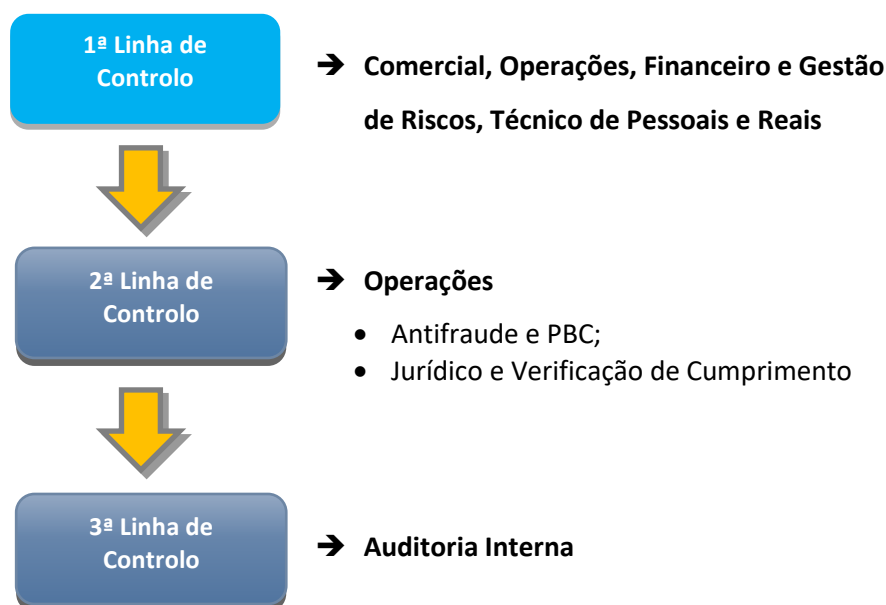 1ª Linha de
Controlo
➔ Comercial, Operações, Financeiro e Gestão
de Riscos, Técnico de Pessoais e Reais
2ª Linha de
Controlo
➔ Operações
• Antifraude e PBC;
• Jurídico e Verificação de Cumprimento
3ª Linha de
Controlo
➔ Auditoria Interna